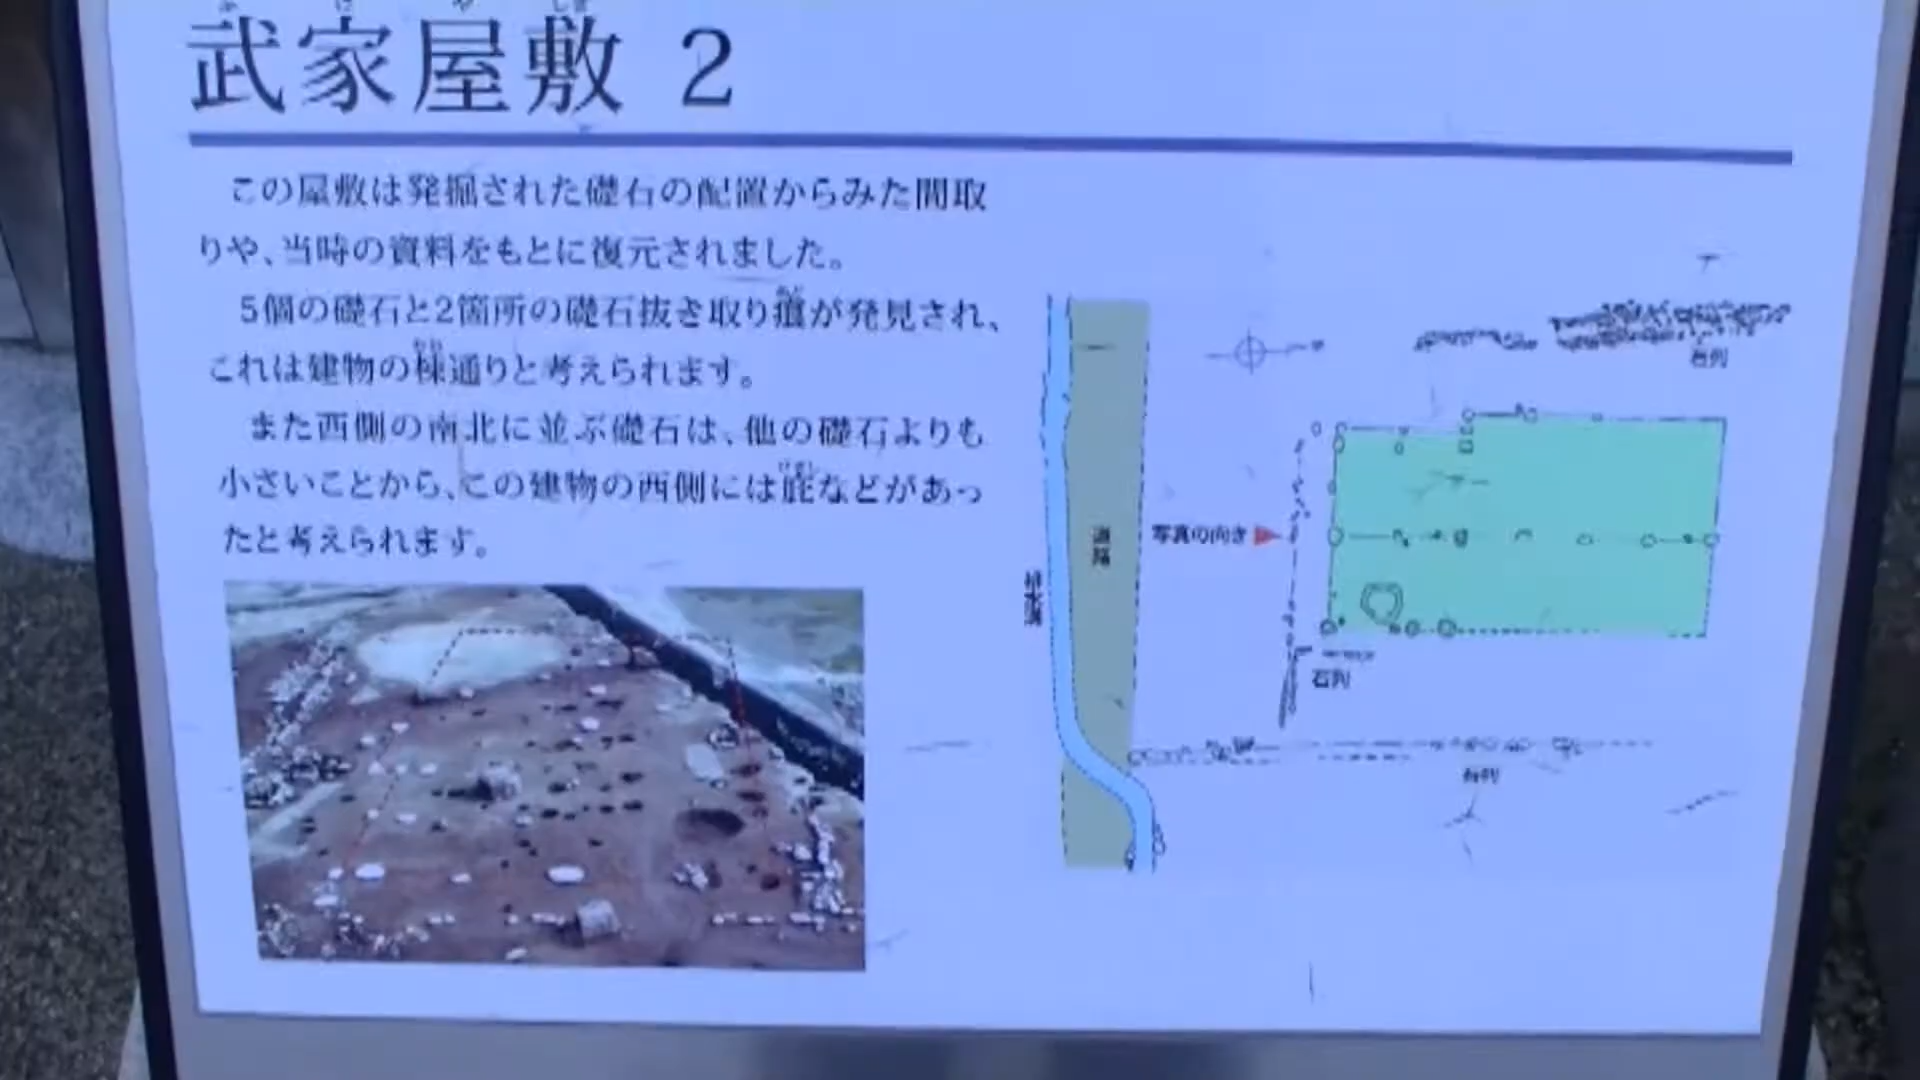 武家屋敷 2
この屋敷は発掘された礎石の配置からみた間取
りや、当時の資料をもとに復元されました。
5個の礎石と2箇所の礎石抜き取り痕が発見され、
これは建物の棟通りと考えられます。
また西側の南北に並ぶ礎石は、他の礎石よりも
小さいことから、この建物の西側には庇などがあっ
たと考えられます。
石列
写真の向き
道路
排水溝
石列
石列